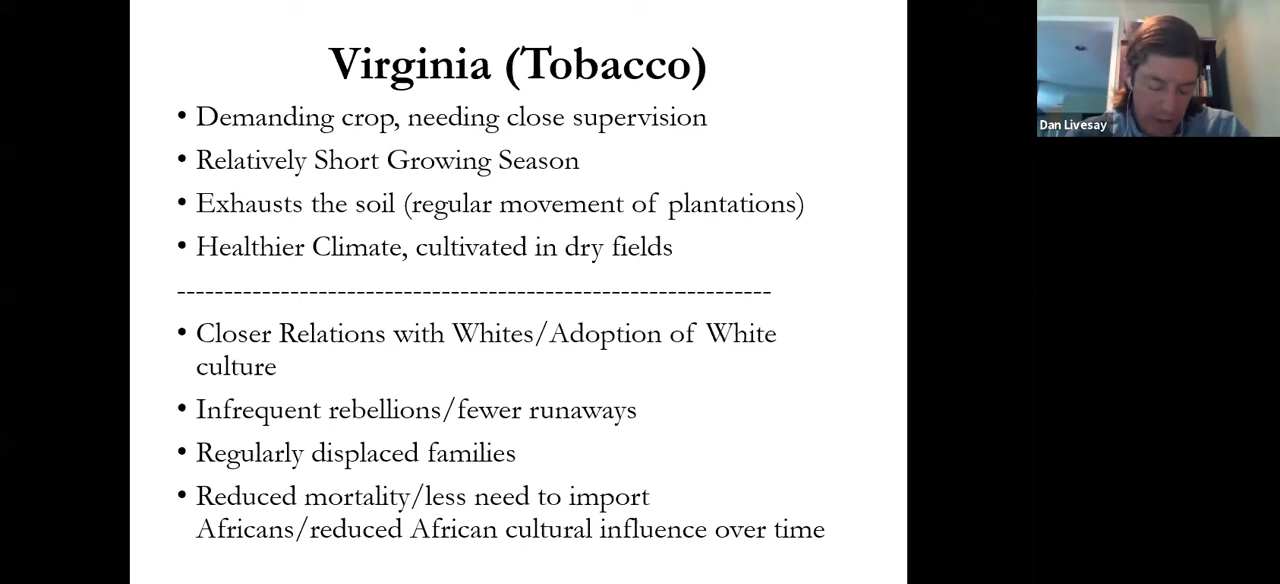 Virginia (Tobacco)
• Demanding crop, needing close supervision
• Relatively Short Growing Season
• Exhausts the soil (regular movement of plantations)
• Healthier Climate, cultivated in dry fields
---------------------------------------------------------------
• Closer Relations with Whites/Adoption of White
culture
• Infrequent rebellions/fewer runaways
• Regularly displaced families
• Reduced mortality/less need to import
Africans/reduced African cultural influence over time
Dan Livesay